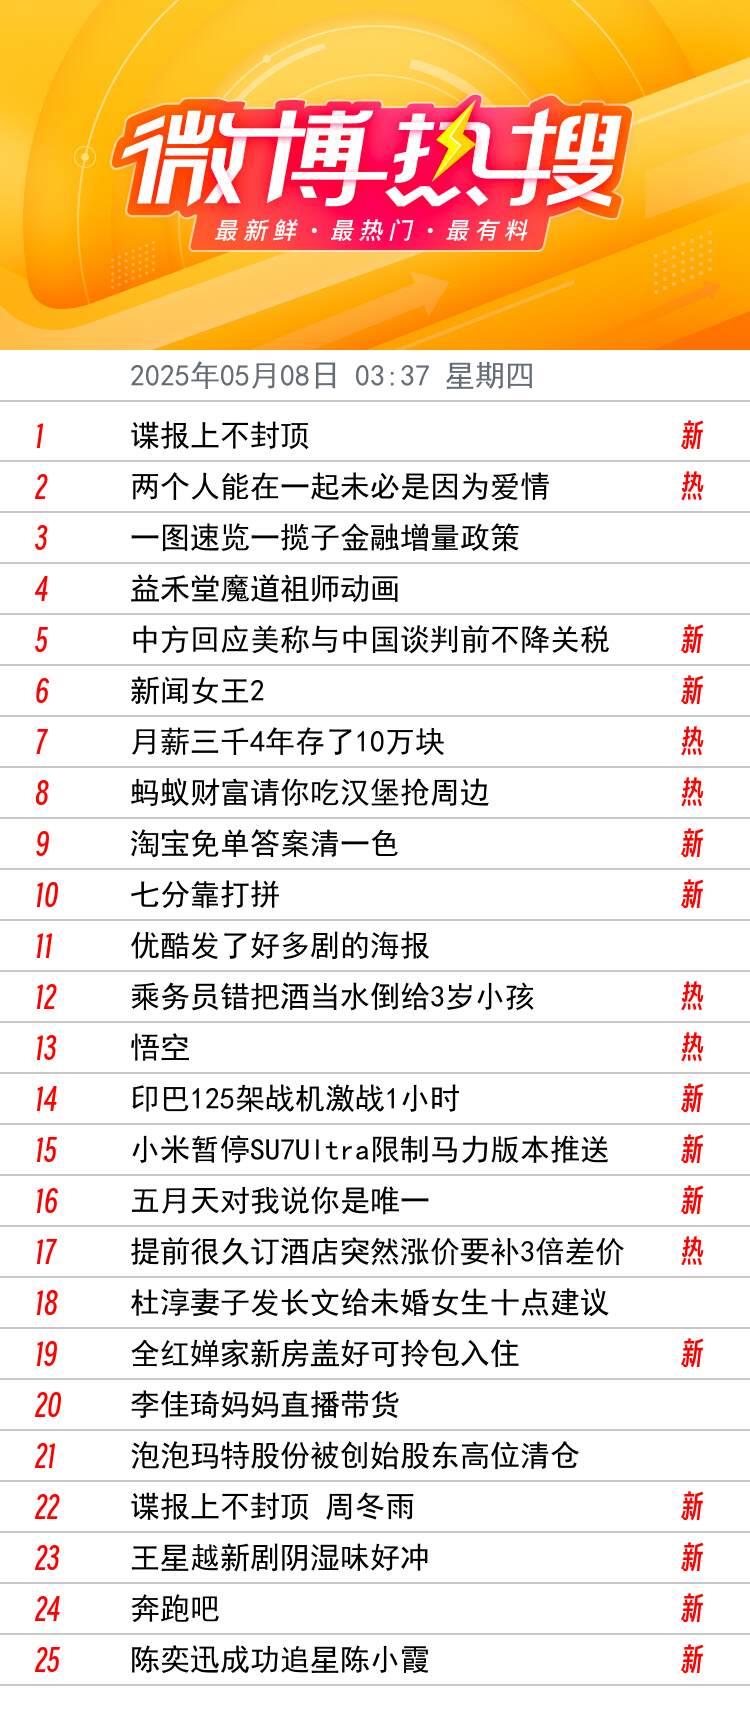 微博热搜
最新鲜·最热门·最有料
2025年05月08日 03:37 星期四
1 谍报上不封顶 新
2 两个人能在一起未必是因为爱情 热
3 一图速览一揽子金融增量政策
4 益禾堂魔道祖师动画
5 中方回应美称与中国谈判前不降关税 新
6 新闻女王2 新
7 月薪三千4年存了10万块 热
8 蚂蚁财富请你吃汉堡抢周边 热
9 淘宝免单答案清一色 新
10 七分靠打拼 新
11 优酷发了好多剧的海报
12 乘务员错把酒当水倒给3岁小孩 热
13 悟空 热
14 印巴125架战机激战1小时 新
15 小米暂停SU7Ultra限制马力版本推送 新
16 五月天对我说你是唯一 新
17 提前很久订酒店突然涨价要补3倍差价 热
18 杜淳妻子发长文给未婚女生十点建议
19 全红婵家新房盖好可拎包入住 新
20 李佳琦妈妈直播带货
21 泡泡玛特股份被创始股东高位清仓
22 谍报上不封顶 周冬雨 新
23 王星越新剧阴湿味好冲 新
24 奔跑吧 新
25 陈奕迅成功追星陈小霞 新